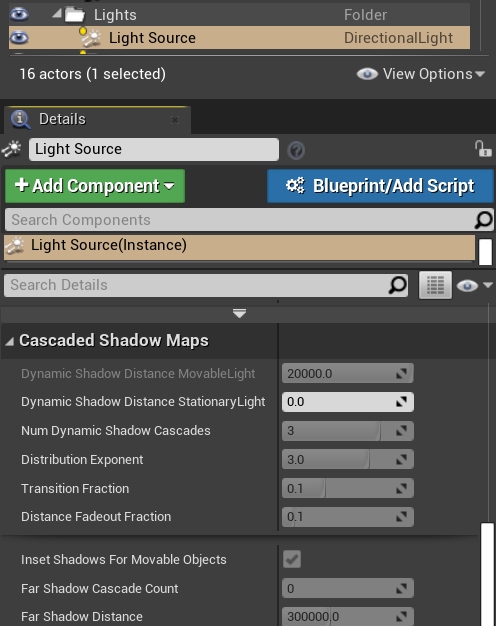 Lights Folder
Light Source DirectionalLight
16 actors (1 selected) View Options
Details
Light Source
+ Add Component Blueprint/Add Script
Search Components
Light Source(Instance)
Search Details
Cascaded Shadow Maps
Dynamic Shadow Distance MovableLight 20000.0
Dynamic Shadow Distance StationaryLight 0.0
Num Dynamic Shadow Cascades 3
Distribution Exponent 3.0
Transition Fraction 0.1
Distance Fadeout Fraction 0.1
Inset Shadows For Movable Objects
Far Shadow Cascade Count 0
Far Shadow Distance 300000.0